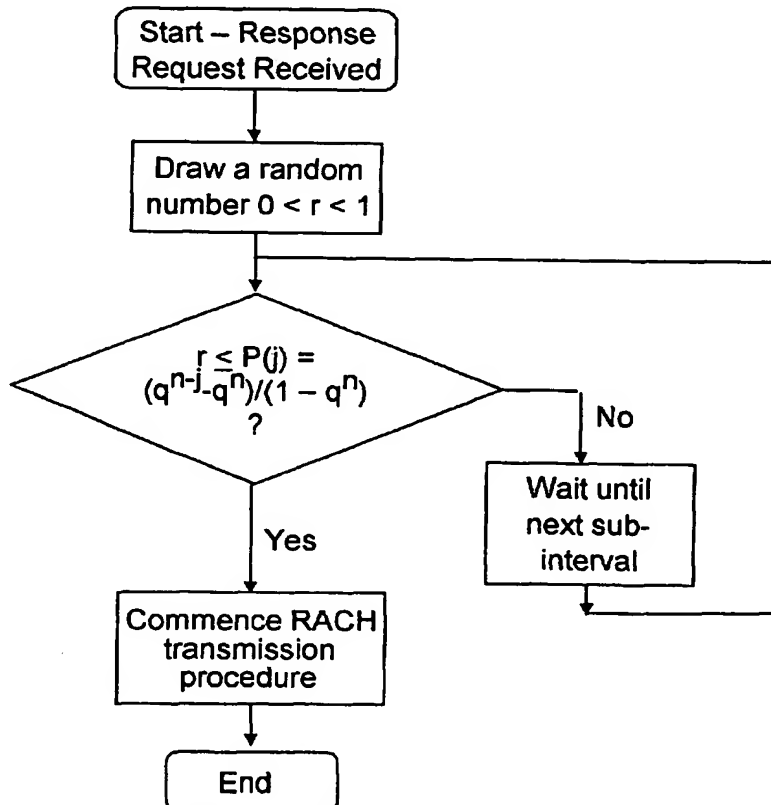 Start – Response
Request Received
Draw a random
number 0 < r < 1
r ≤ P(j) =
(q^{n-j}-q^{n})/(1 – q^{n})
?
No
Wait until
next sub-
interval
Yes
Commence RACH
transmission
procedure
End